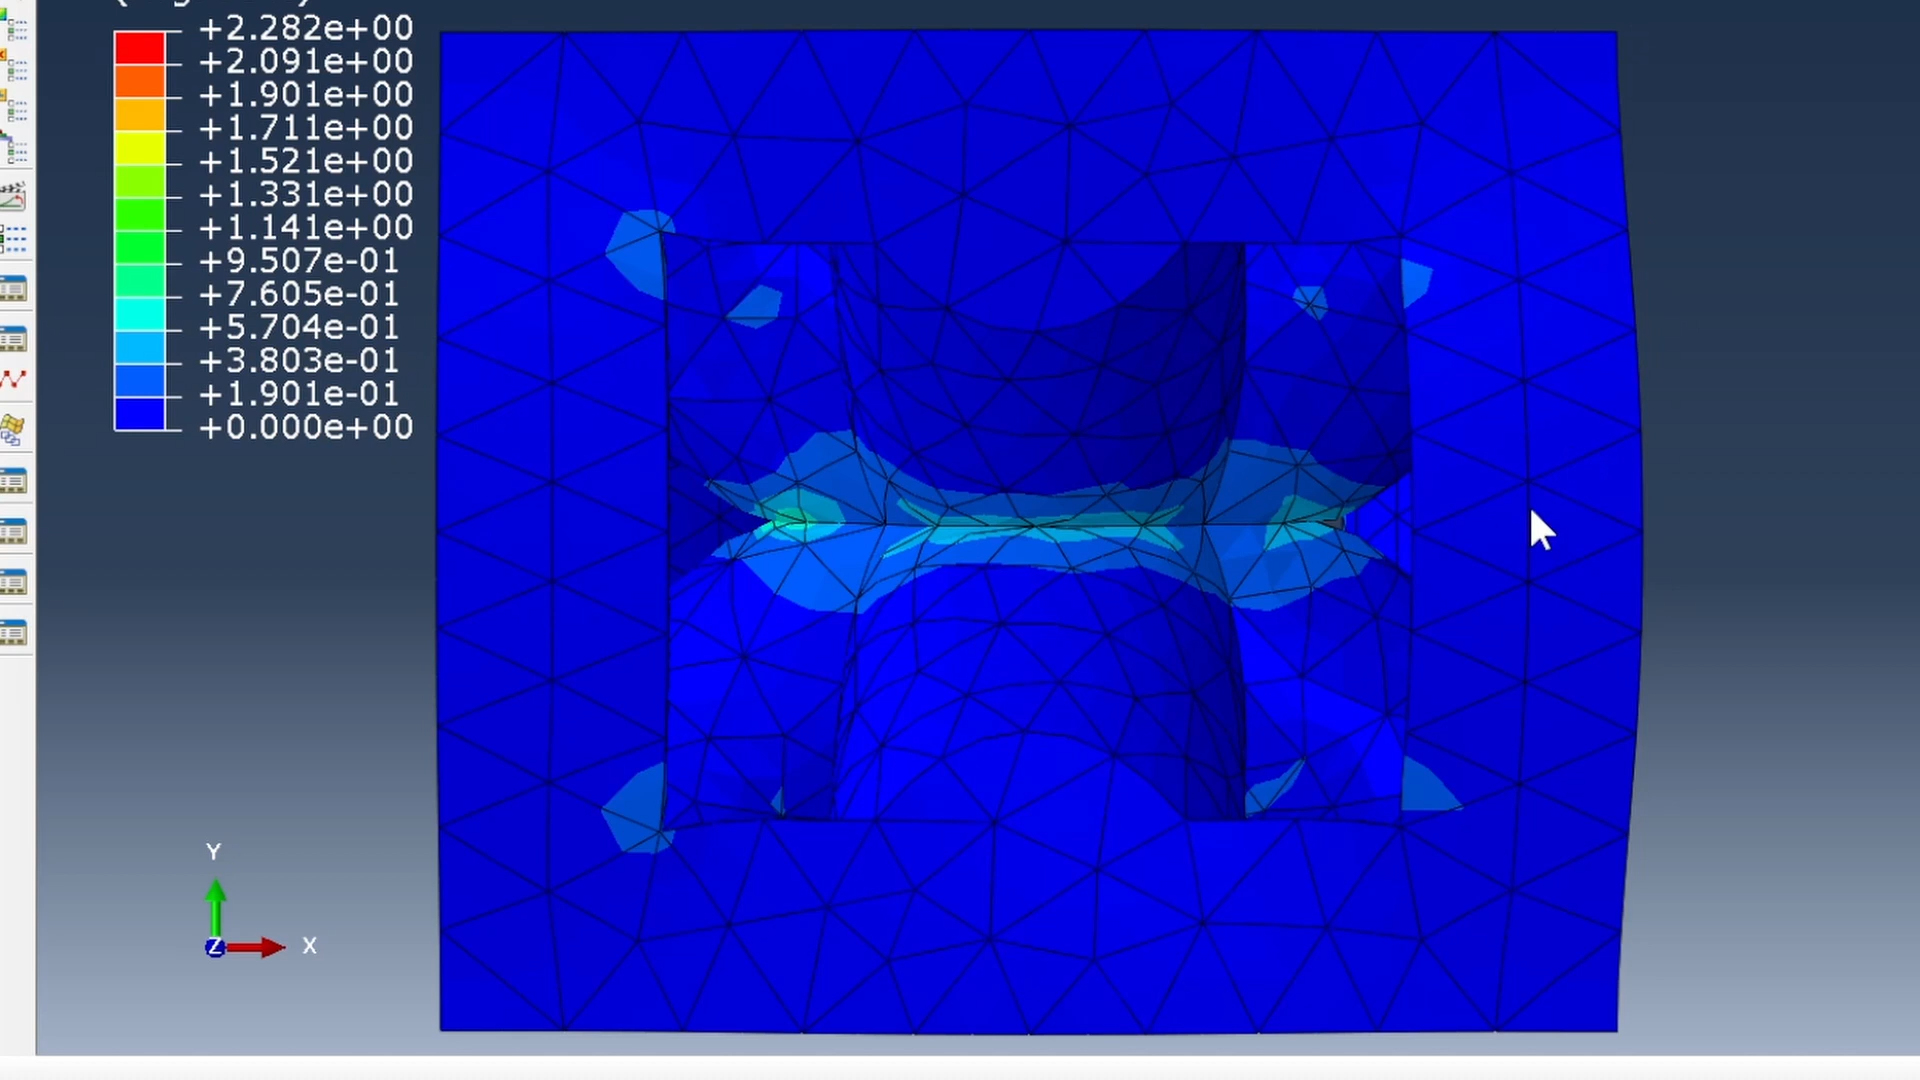 +2.282e+00
+2.091e+00
+1.901e+00
+1.711e+00
+1.521e+00
+1.331e+00
+1.141e+00
+9.507e-01
+7.605e-01
+5.704e-01
+3.803e-01
+1.901e-01
+0.000e+00
Y
Z X